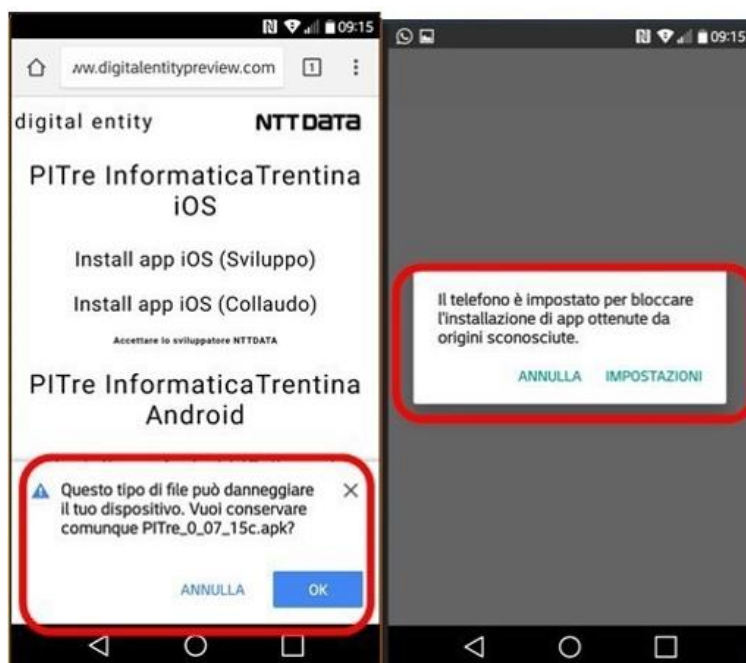 09:15
ww.digitalentitypreview.com
1
digital entity
NTT DATA
PITre InformaticaTrentina
iOS
Install app iOS (Sviluppo)
Install app iOS (Collaudo)
Accettare lo sviluppatore NTTDATA
PITre InformaticaTrentina
Android
Questo tipo di file può danneggiare
il tuo dispositivo. Vuoi conservare
comunque PITre_0_07_15c.apk?
ANNULLA
OK
09:15
Il telefono è impostato per bloccare
l'installazione di app ottenute da
origini sconosciute.
ANNULLA
IMPOSTAZIONI